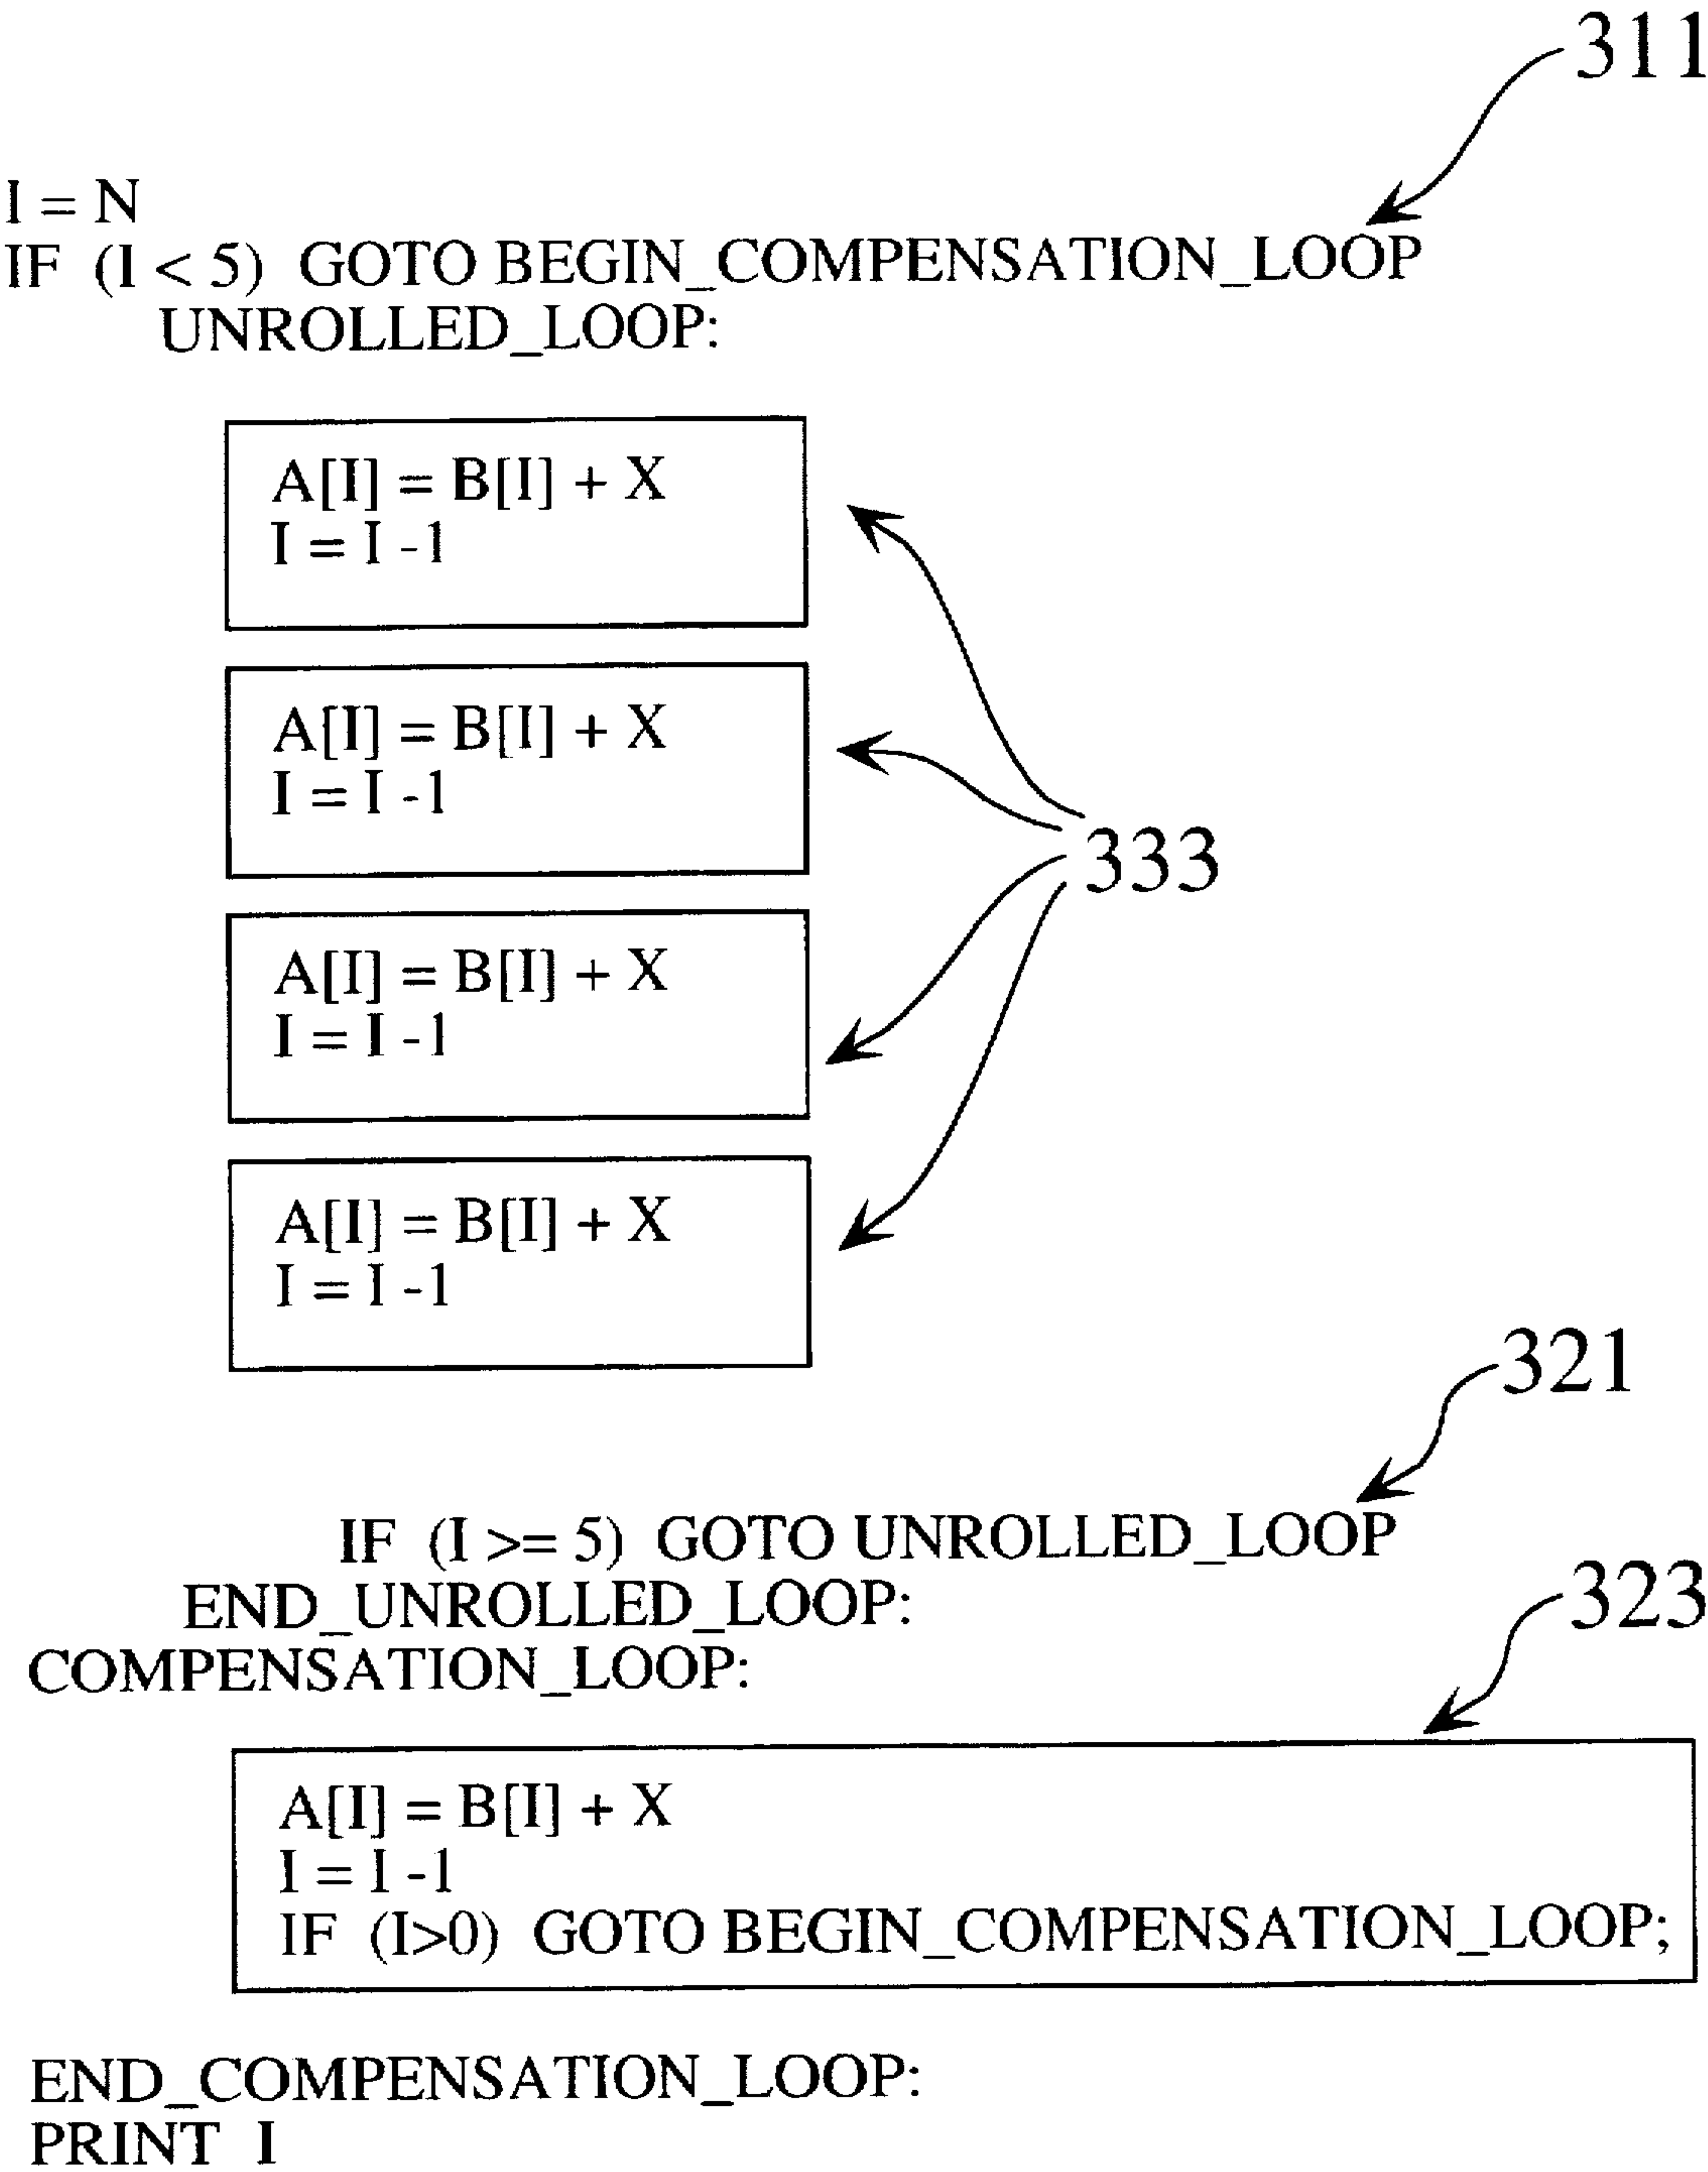 311
I = N
IF (I < 5) GOTO BEGIN_COMPENSATION_LOOP
UNROLLED_LOOP:
A[I] = B[I] + X
I = I -1
A[I] = B[I] + X
I = I -1
333
A[I] = B[I] + X
I = I -1
A[I] = B[I] + X
I = I -1
321
IF (I >= 5) GOTO UNROLLED_LOOP
END_UNROLLED_LOOP:
323
COMPENSATION_LOOP:
A[I] = B[I] + X
I = I -1
IF (I>0) GOTO BEGIN_COMPENSATION_LOOP;
END_COMPENSATION_LOOP:
PRINT I